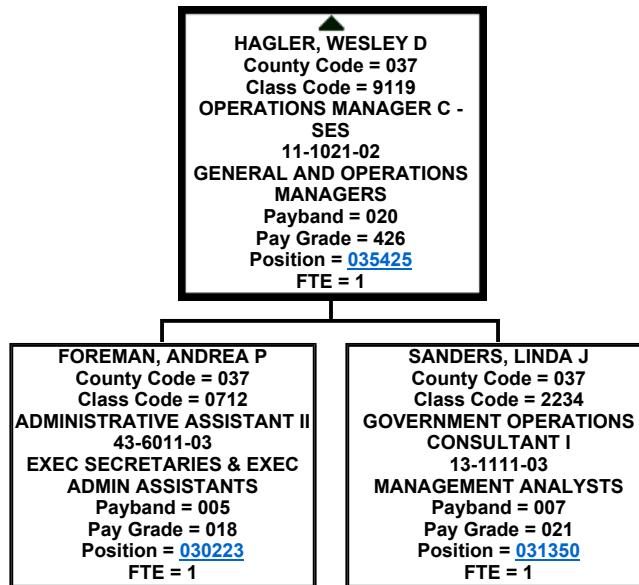 HAGLER, WESLEY D
County Code = 037
Class Code = 9119
OPERATIONS MANAGER C -
SES
11-1021-02
GENERAL AND OPERATIONS
MANAGERS
Payband = 020
Pay Grade = 426
Position = 035425
FTE = 1
FOREMAN, ANDREA P
County Code = 037
Class Code = 0712
ADMINISTRATIVE ASSISTANT II
43-6011-03
EXEC SECRETARIES & EXEC
ADMIN ASSISTANTS
Payband = 005
Pay Grade = 018
Position = 030223
FTE = 1
SANDERS, LINDA J
County Code = 037
Class Code = 2234
GOVERNMENT OPERATIONS
CONSULTANT I
13-1111-03
MANAGEMENT ANALYSTS
Payband = 007
Pay Grade = 021
Position = 031350
FTE = 1